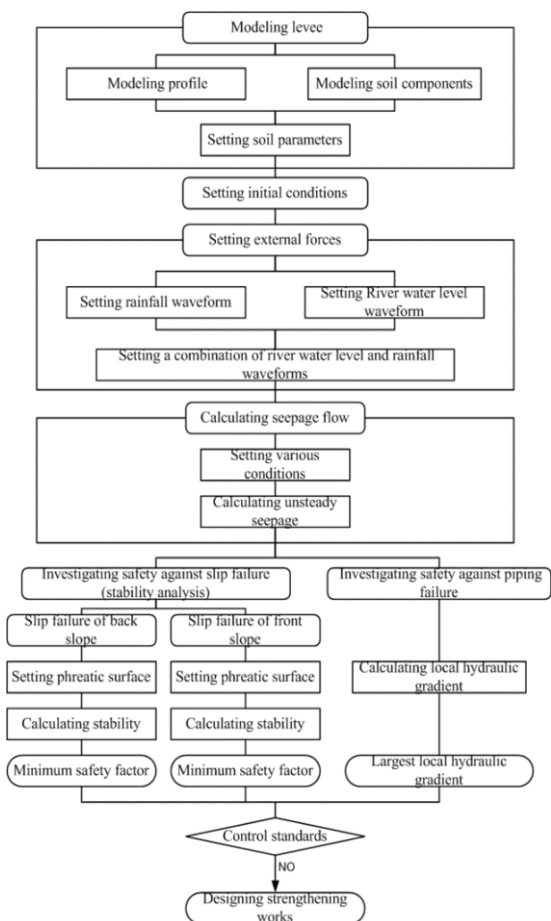 Modeling levee
Modeling profile
Modeling soil components
Setting soil parameters
Setting initial conditions
Setting external forces
Setting rainfall waveform
Setting River water level
waveform
Setting a combination of river water level and rainfall
waveforms
Calculating seepage flow
Setting various
conditions
Calculating unsteady
seepage
Investigating safety against slip failure
(stability analysis)
Investigating safety against piping
failure
Slip failure of back
slope
Slip failure of front
slope
Setting phreatic surface
Setting phreatic surface
Calculating local hydraulic
gradient
Calculating stability
Calculating stability
Minimum safety factor
Minimum safety factor
Largest local hydraulic
gradient
Control standards
NO
Designing strengthening
works